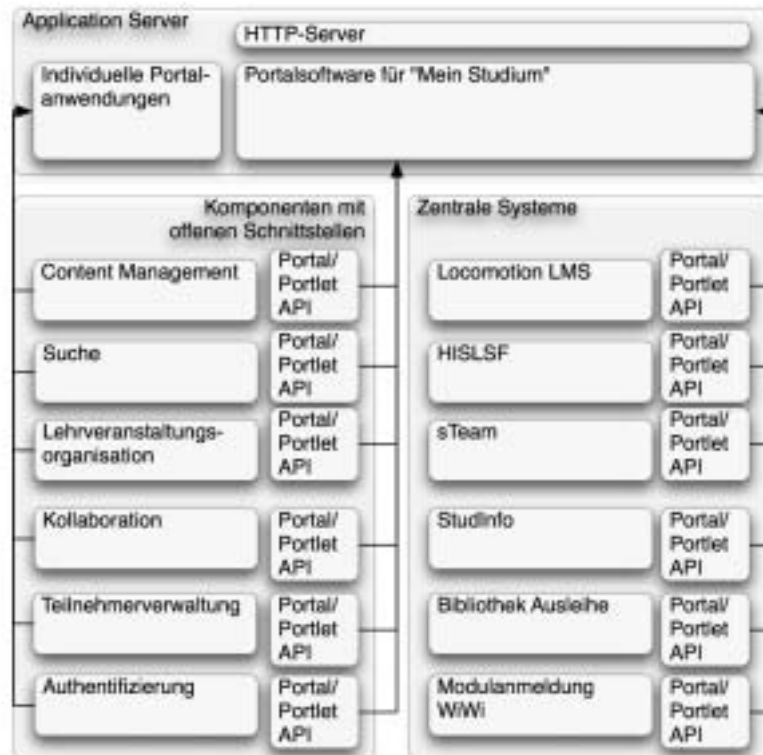 Application Server
HTTP-Server
Individuelle Portal-
anwendungen
Portalsoftware für "Mein Studium"
Komponenten mit
offenen Schnittstellen
Content Management
Portal/
Portlet
API
Suche
Portal/
Portlet
API
Lehrveranstaltungs-
organisation
Portal/
Portlet
API
Kollaboration
Portal/
Portlet
API
Teilnehmerverwaltung
Portal/
Portlet
API
Authentifizierung
Portal/
Portlet
API
Zentrale Systeme
Locomotion LMS
Portal/
Portlet
API
HISLSF
Portal/
Portlet
API
sTeam
Portal/
Portlet
API
StudInfo
Portal/
Portlet
API
Bibliothek Ausleihe
Portal/
Portlet
API
Modulanmeldung
WiWi
Portal/
Portlet
API